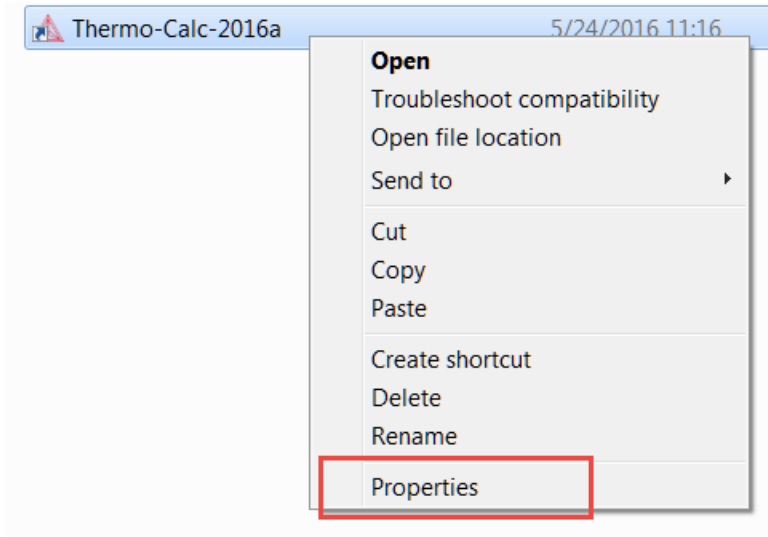 Thermo-Calc-2016a 5/24/2016 11:16
Open
Troubleshoot compatibility
Open file location
Send to
Cut
Copy
Paste
Create shortcut
Delete
Rename
Properties